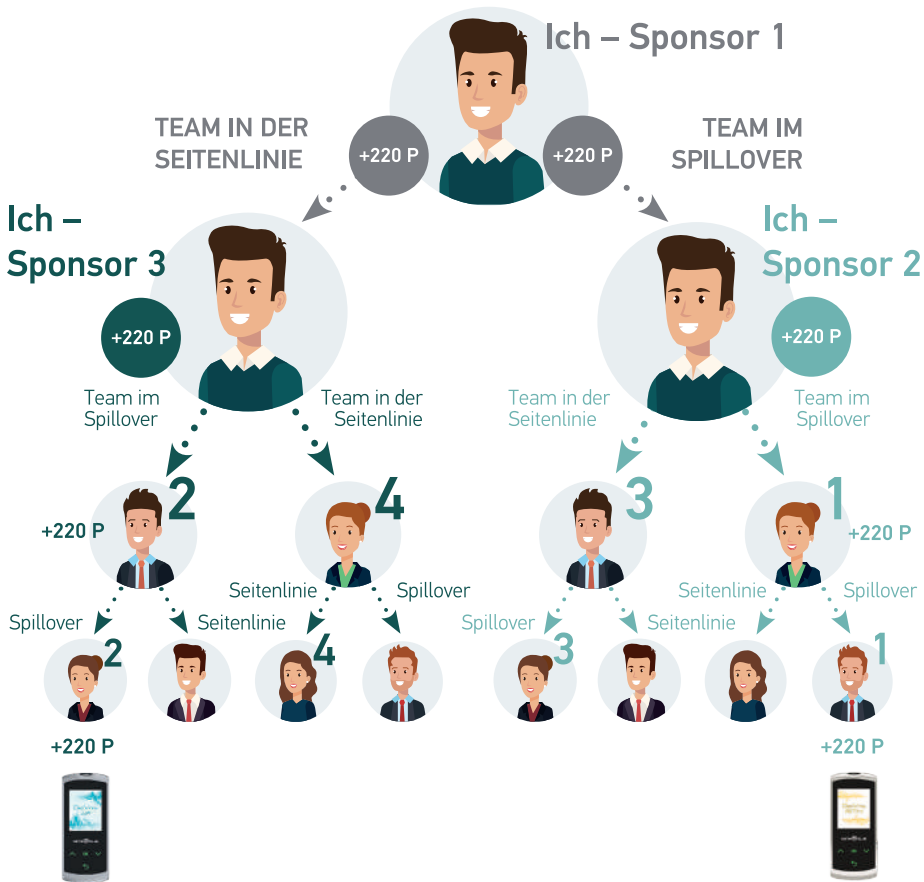 Ich – Sponsor 1
TEAM IN DER
SEITENLINIE
+220 P
+220 P
TEAM IM
SPILLOVER
Ich –
Sponsor 3
Ich –
Sponsor 2
+220 P
+220 P
Team im
Spillover
Team in der
Seitenlinie
Team in der
Seitenlinie
Team im
Spillover
2
4
3
1
+220 P
+220 P
Spillover
Seitenlinie
Seitenlinie
Spillover
Spillover
Seitenlinie
Seitenlinie
Spillover
2
4
3
1
+220 P
+220 P